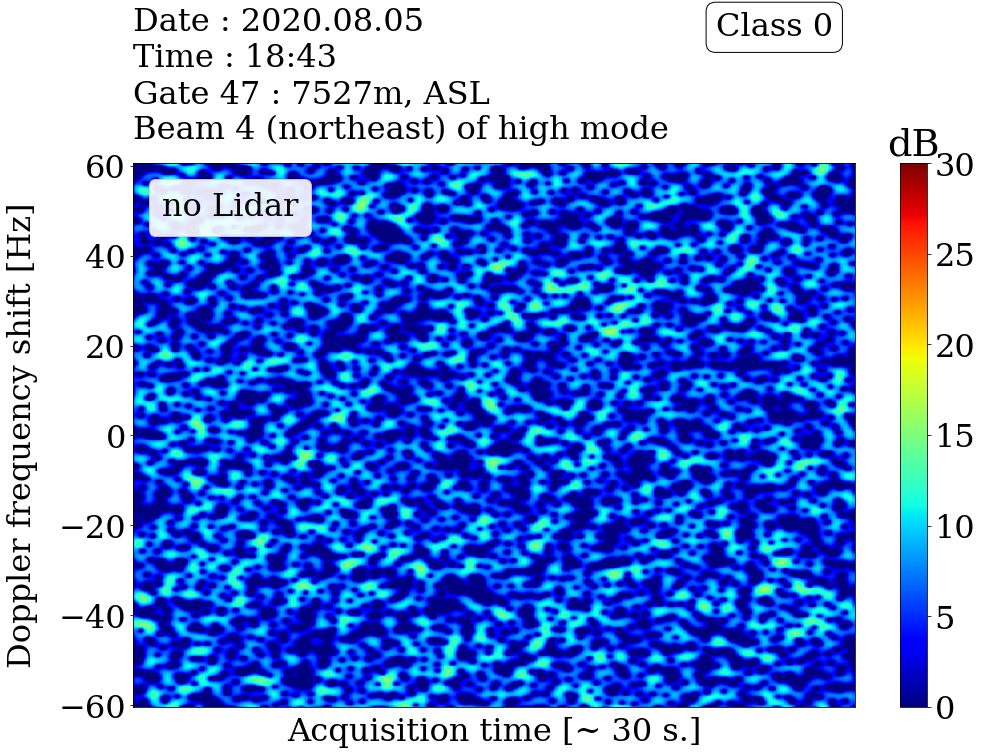 Date : 2020.08.05
Time : 18:43
Gate 47 : 7527m, ASL
Beam 4 (northeast) of high mode
Class 0
dB
no Lidar
Doppler frequency shift [Hz]
60
40
20
0
−20
−40
−60
Acquisition time [~ 30 s.]
30
25
20
15
10
5
0